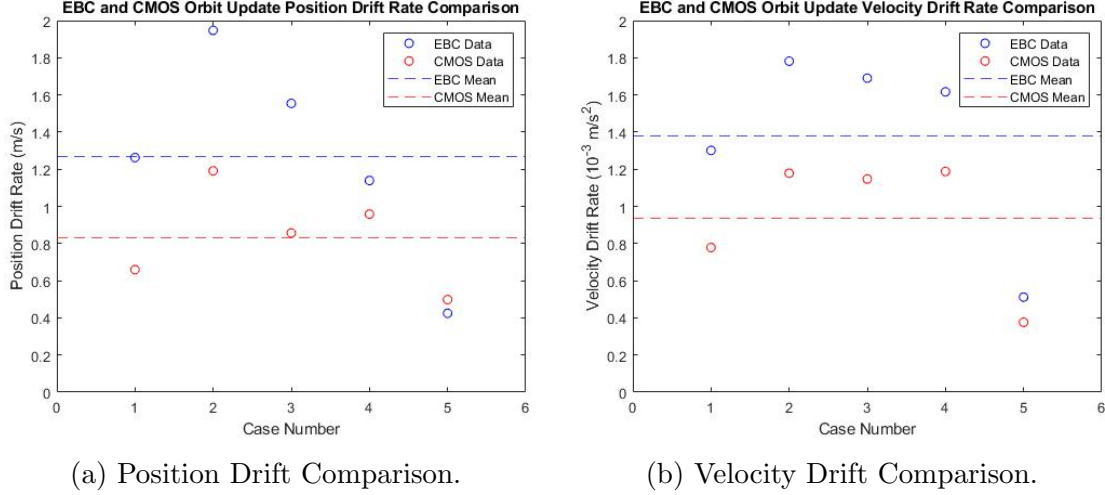 EBC and CMOS Orbit Update Position Drift Rate Comparison
2
1.8
1.6
1.4
1.2
1
0.8
0.6
0.4
0.2
0
Position Drift Rate (m/s)
EBC Data
CMOS Data
EBC Mean
CMOS Mean
0 1 2 3 4 5 6
Case Number
(a) Position Drift Comparison.
EBC and CMOS Orbit Update Velocity Drift Rate Comparison
2
1.8
1.6
1.4
1.2
1
0.8
0.6
0.4
0.2
0
Velocity Drift Rate (10⁻³ m/s²)
EBC Data
CMOS Data
EBC Mean
CMOS Mean
0 1 2 3 4 5 6
Case Number
(b) Velocity Drift Comparison.